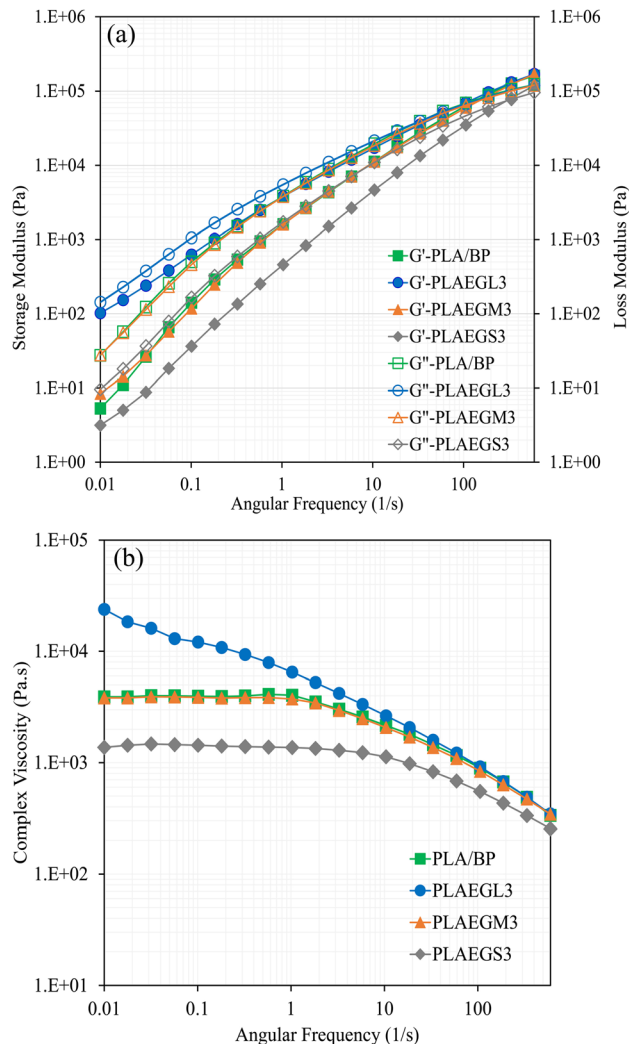 (a)
1.E+06
1.E+05
1.E+04
1.E+03
1.E+02
1.E+01
1.E+00
Storage Modulus (Pa)
1.E+06
1.E+05
1.E+04
1.E+03
1.E+02
1.E+01
1.E+00
Loss Modulus (Pa)
G'-PLA/BP
G'-PLAEGL3
G'-PLAEGM3
G'-PLAEGS3
G"-PLA/BP
G"-PLAEGL3
G"-PLAEGM3
G"-PLAEGS3
0.01 0.1 1 10 100
Angular Frequency (1/s)
(b)
1.E+05
1.E+04
1.E+03
1.E+02
1.E+01
Complex Viscosity (Pa.s)
PLA/BP
PLAEGL3
PLAEGM3
PLAEGS3
0.01 0.1 1 10 100
Angular Frequency (1/s)